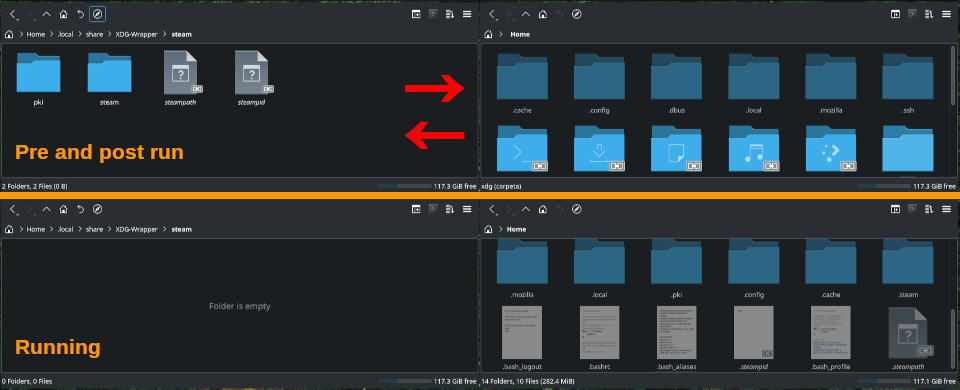 Home > .local > share > XDG-Wrapper > steam
Home
pki
steam
steampath
steampid
.cache
.config
.dbus
.local
.mozilla
.ssh
Pre and post run
2 Folders, 2 Files (0 B)
117.3 GiB free
xdg (carpeta)
117.3 GiB free
Home > .local > share > XDG-Wrapper > steam
Home
Folder is empty
.mozilla
.local
.pki
.config
.cache
.steam
Running
.bash_logout
.bashrc
.bash_aliases
.steampid
.bash_profile
.steampath
0 Folders, 0 Files
117.3 GiB free
14 Folders, 10 Files (282.4 MiB)
117.3 GiB free